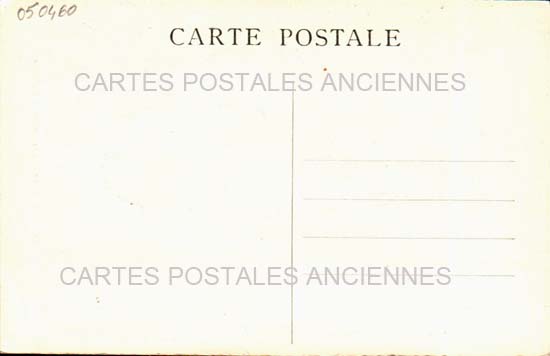 050460
CARTE POSTALE
CARTES POSTALES ANCIENNES
CARTES POSTALES ANCIENNES